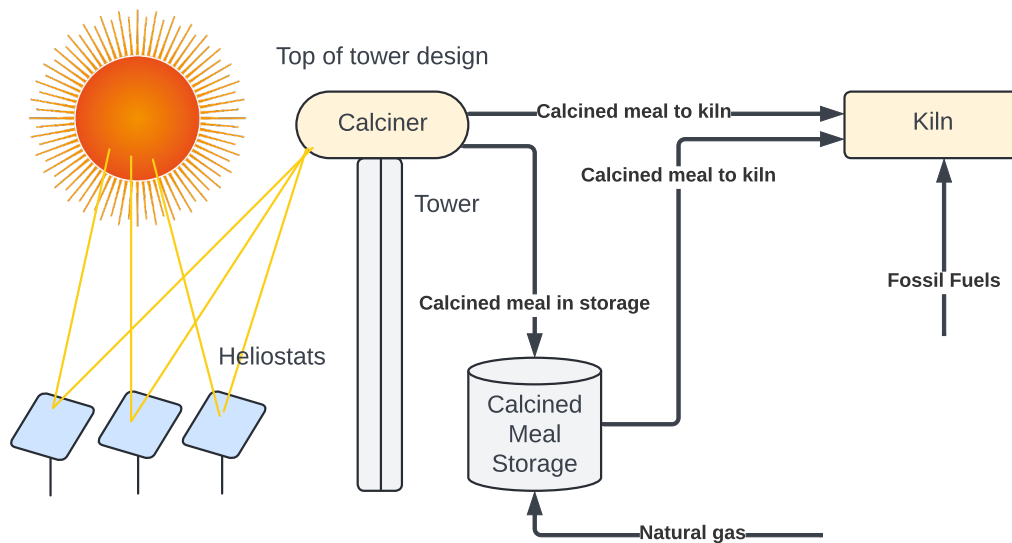 Top of tower design
Calciner
Calcined meal to kiln
Kiln
Calcined meal to kiln
Tower
Fossil Fuels
Calcined meal in storage
Heliostats
Calcined
Meal
Storage
Natural gas